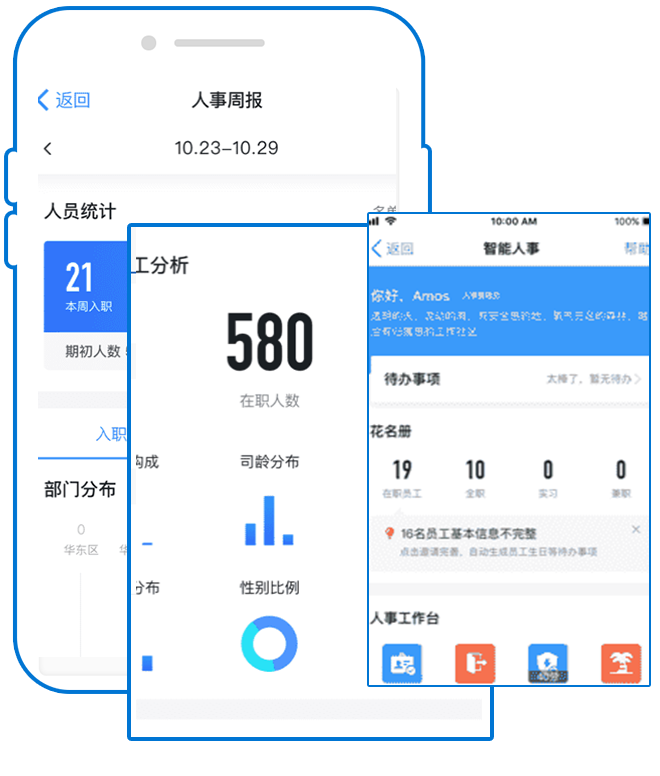 返回
人事周报
10.23-10.29
人员统计
名单
21
本周入职
期初人数
入职
部门分布
0
华东区
工分析
580
在职人数
构成
司龄分布
分布
性别比例
10:00 AM
100%
返回
智能人事
帮助
你好、Amos
人事管理员
待办事项
太棒了，暂无待办
花名册
19
10
0
0
在职员工
全职
实习
兼职
16名员工基本信息不完整
点击邀请完善，自动生成员工生日等待办事项
人事工作台
40分